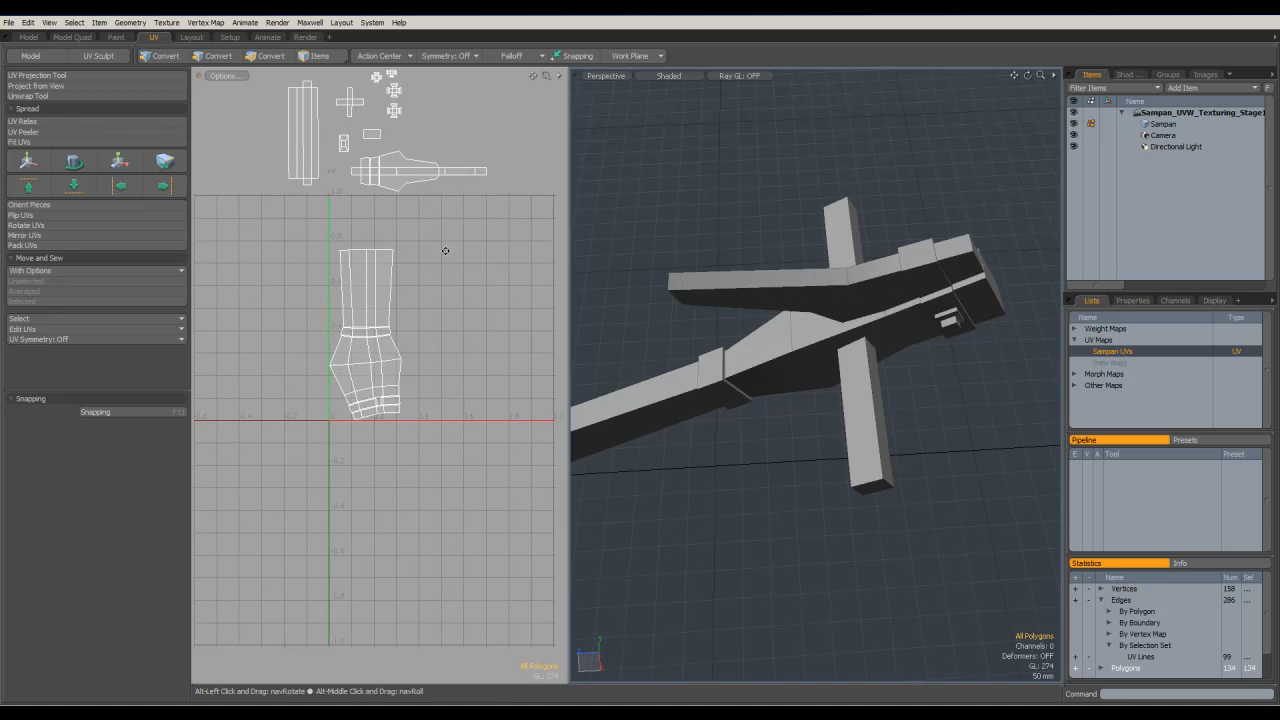 File Edit View Select Item Geometry Texture Vertex Map Animate Render Maxwell Layout System Help
Model Model Quad Paint UV Layout Setup Animate Render +
Model UV Sculpt Convert Convert Convert Items Action Center Symmetry: Off Falloff Snapping Work Plane
UV Projection Tool
Project from View
Unwrap Tool
Spread
UV Relax
UV Peeler
Fit UVs
Orient Pieces
Flip UVs
Rotate UVs
Mirror UVs
Pack UVs
Move and Sew
With Options
Unselected
Selected
Select
Edit UVs
UV Symmetry: Off
Snapping
Snapping F11
Options...
All Polygons
GL: 274
Perspective Shaded Ray GL: OFF
All Polygons
Channels: 0
Deformers: OFF
GL: 274
50 mm
Items Shad ... Groups Images +
Filter Items Add Item F
Name
Sampan_UVW_Texturing_Stage1
Sampan
Camera
Directional Light
Lists Properties Channels Display +
Name Type
Weight Maps
UV Maps
Sampan UVs UV
(new map)
Morph Maps
Other Maps
Pipeline Presets
E V A Tool Preset
Statistics Info
+ - Name Num Sel
+ - Vertices 158 ...
+ - Edges 286 ...
+ By Polygon
+ By Boundary
+ By Vertex Map
By Selection Set
+ - UV Lines 99 ...
+ - Polygons 134 134
Alt-Left Click and Drag: navRotate ● Alt-Middle Click and Drag: navRoll
Command